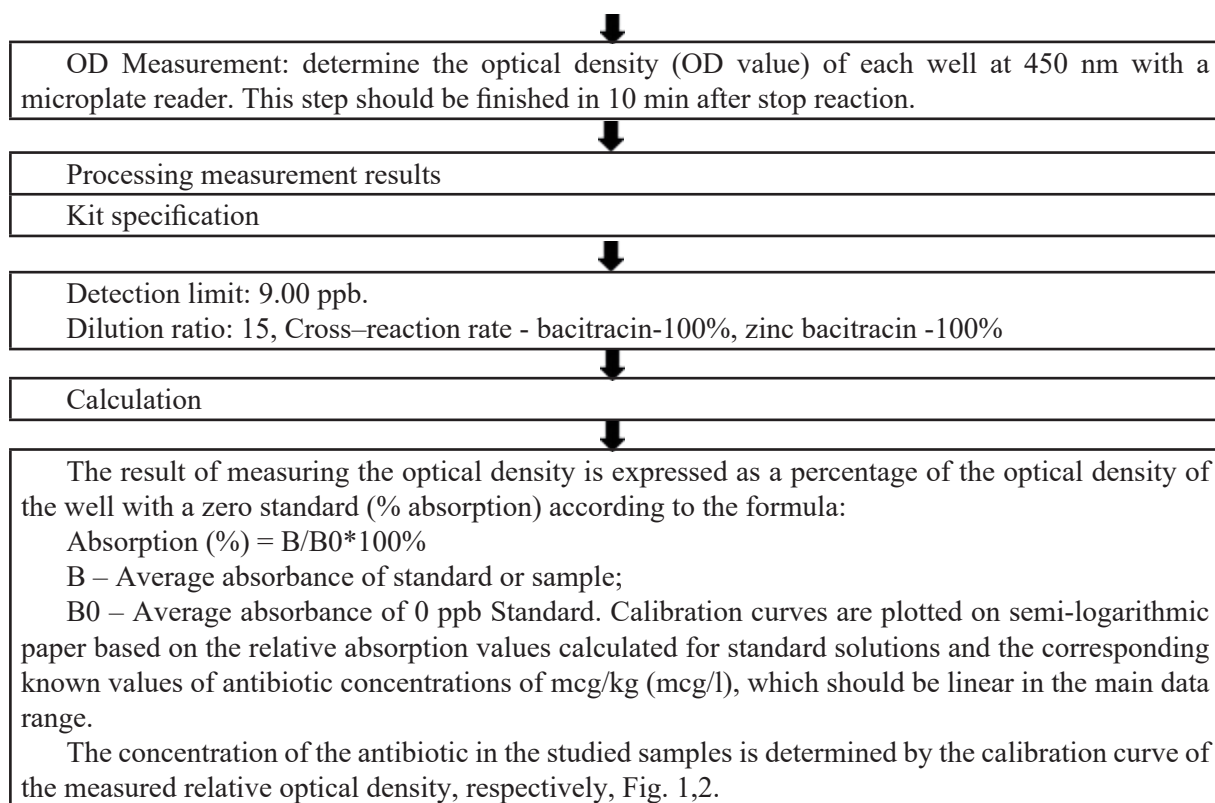 OD Measurement: determine the optical density (OD value) of each well at 450 nm with a
microplate reader. This step should be finished in 10 min after stop reaction.
Processing measurement results
Kit specification
Detection limit: 9.00 ppb.
Dilution ratio: 15, Cross–reaction rate - bacitracin-100%, zinc bacitracin -100%
Calculation
The result of measuring the optical density is expressed as a percentage of the optical density of
the well with a zero standard (% absorption) according to the formula:
Absorption (%) = B/B0*100%
B – Average absorbance of standard or sample;
B0 – Average absorbance of 0 ppb Standard. Calibration curves are plotted on semi-logarithmic
paper based on the relative absorption values calculated for standard solutions and the corresponding
known values of antibiotic concentrations of mcg/kg (mcg/l), which should be linear in the main data
range.
The concentration of the antibiotic in the studied samples is determined by the calibration curve of
the measured relative optical density, respectively, Fig. 1,2.